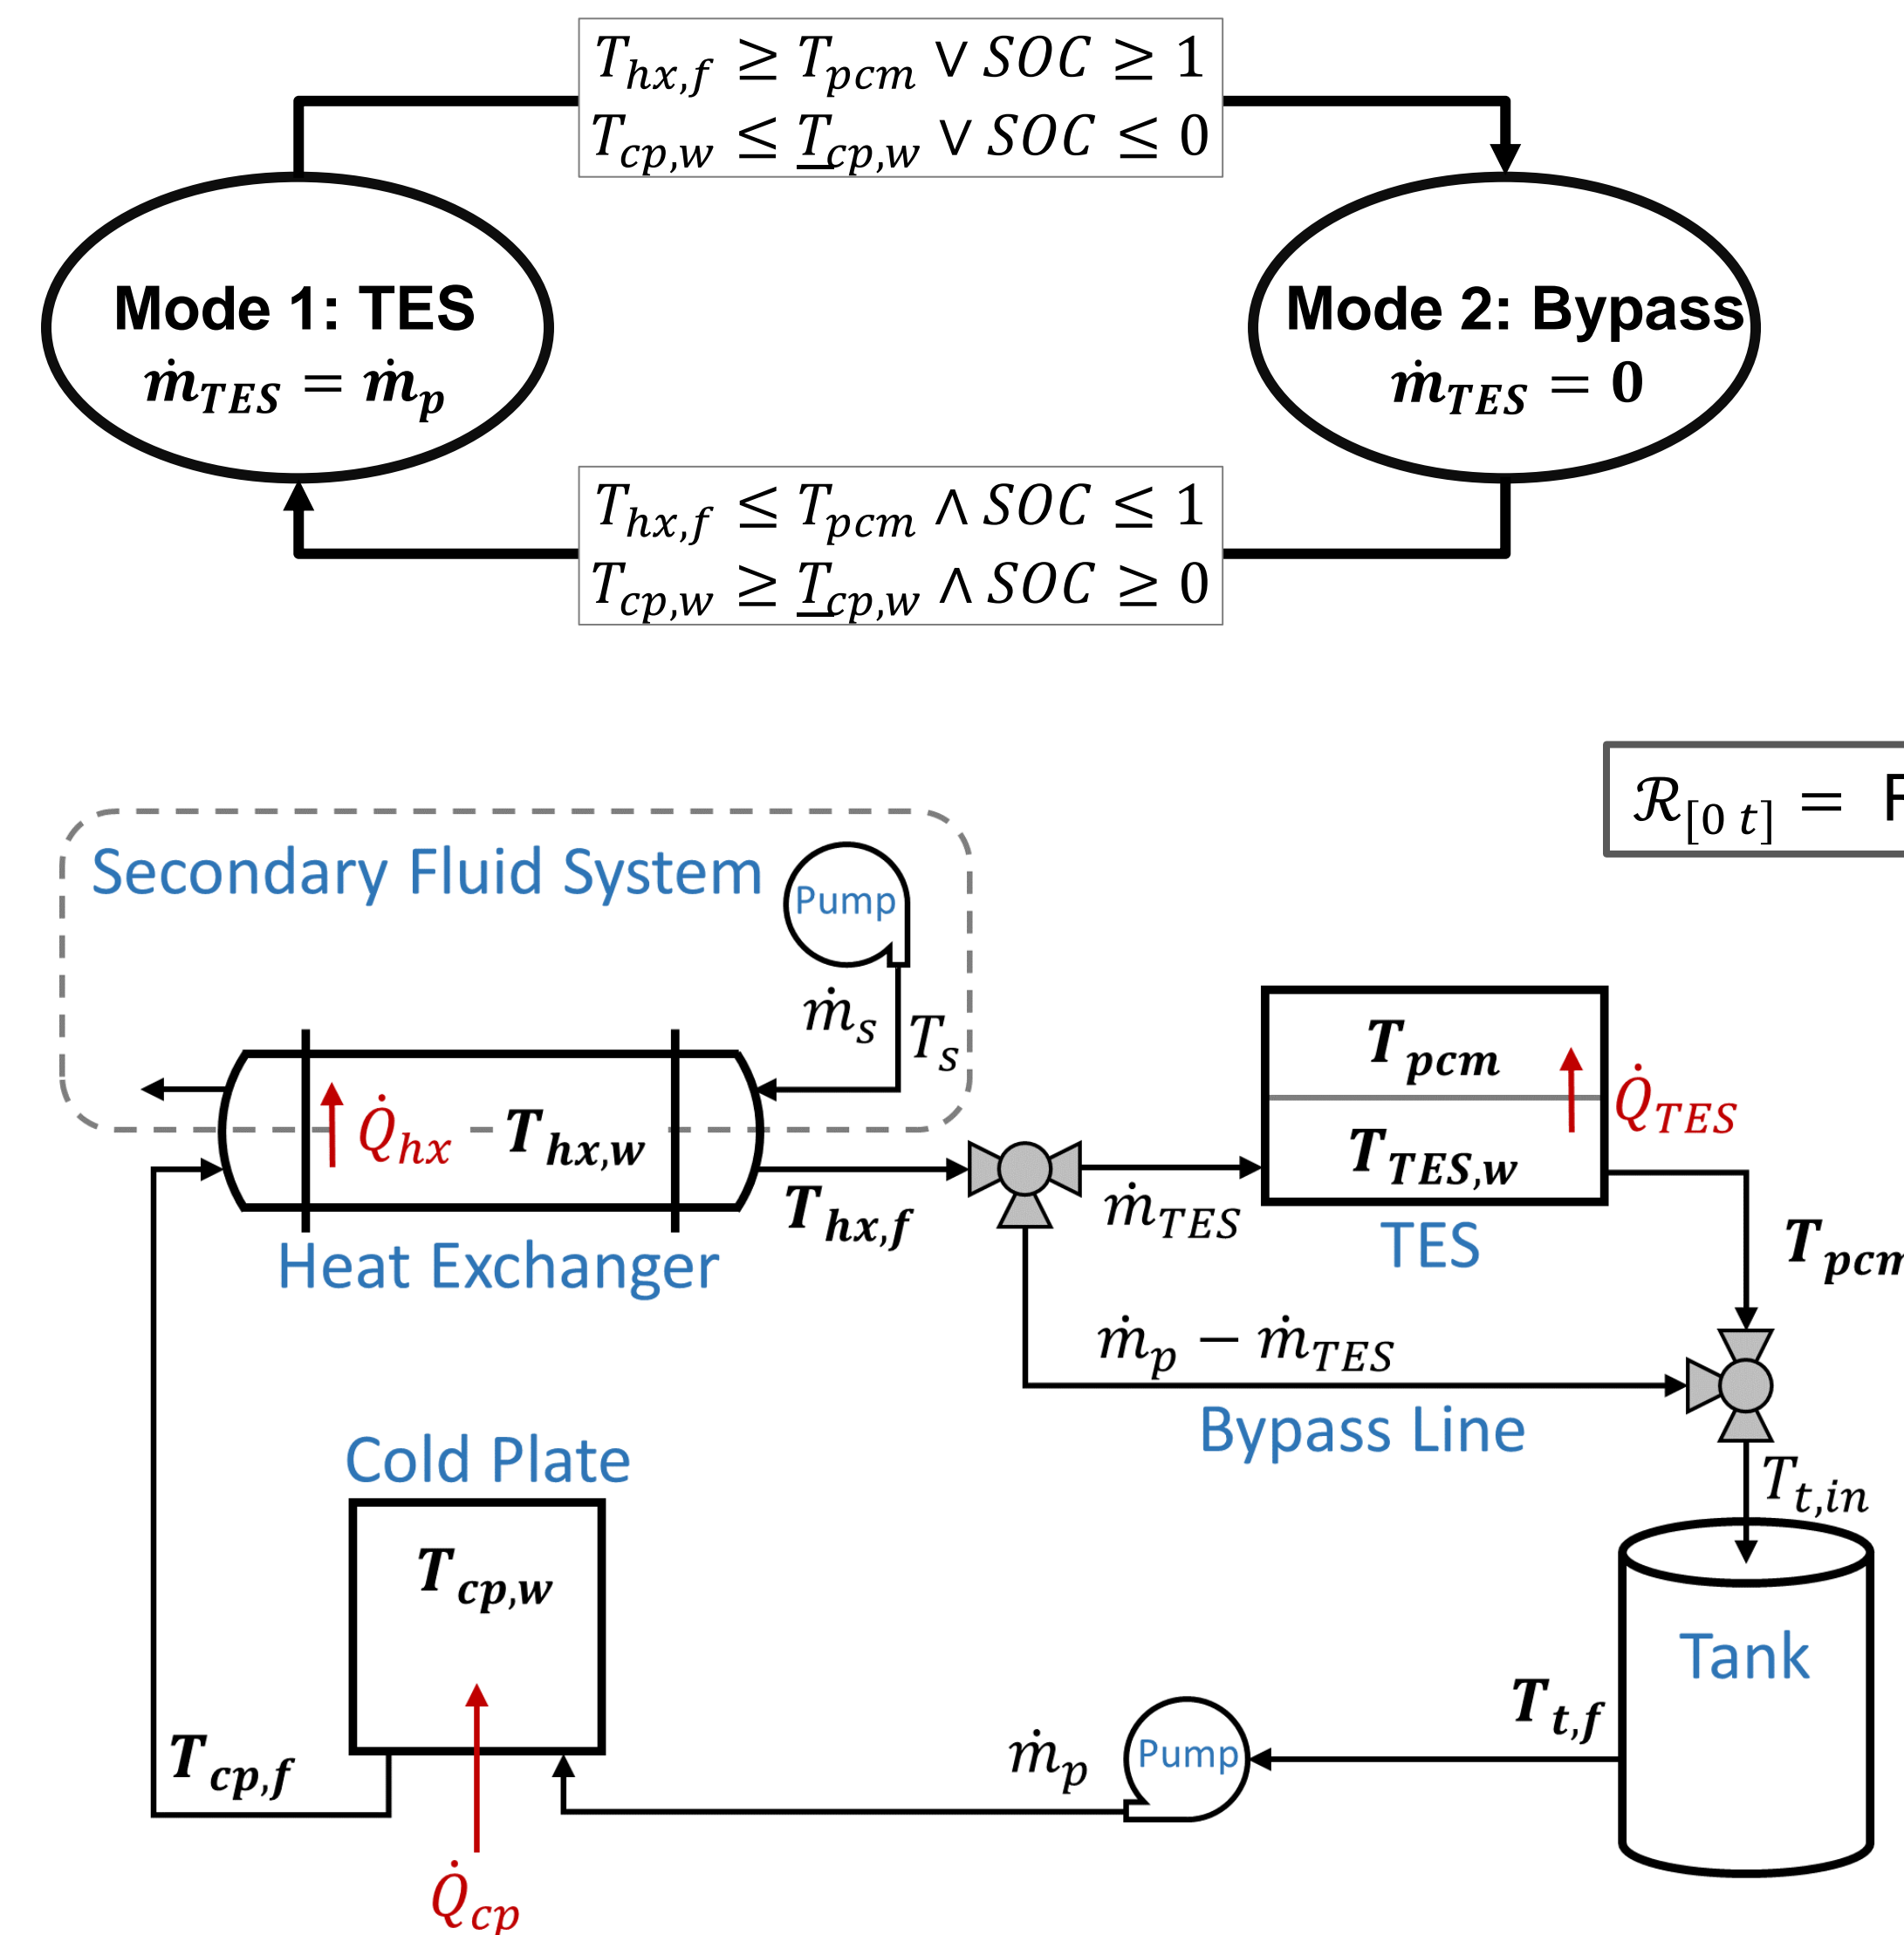 T_{hx,f} ≥ T_{pcm} ∨ SOC ≥ 1
T_{cp,w} ≤ \underline{T}_{cp,w} ∨ SOC ≤ 0
Mode 1: TES
ṁ_{TES} = ṁ_p
Mode 2: Bypass
ṁ_{TES} = 0
T_{hx,f} ≤ T_{pcm} ∧ SOC ≤ 1
T_{cp,w} ≥ \underline{T}_{cp,w} ∧ SOC ≥ 0
ℛ_{[0 t]} =
Secondary Fluid System
Pump
ṁ_s
T_s
Q̇_{hx}
T_{hx,w}
T_{hx,f}
Heat Exchanger
T_{pcm}
T_{TES,w}
Q̇_{TES}
ṁ_{TES}
TES
T_{pcm}
ṁ_p − ṁ_{TES}
Bypass Line
T_{t,in}
Cold Plate
T_{cp,w}
T_{cp,f}
Q̇_{cp}
ṁ_p
Pump
T_{t,f}
Tank